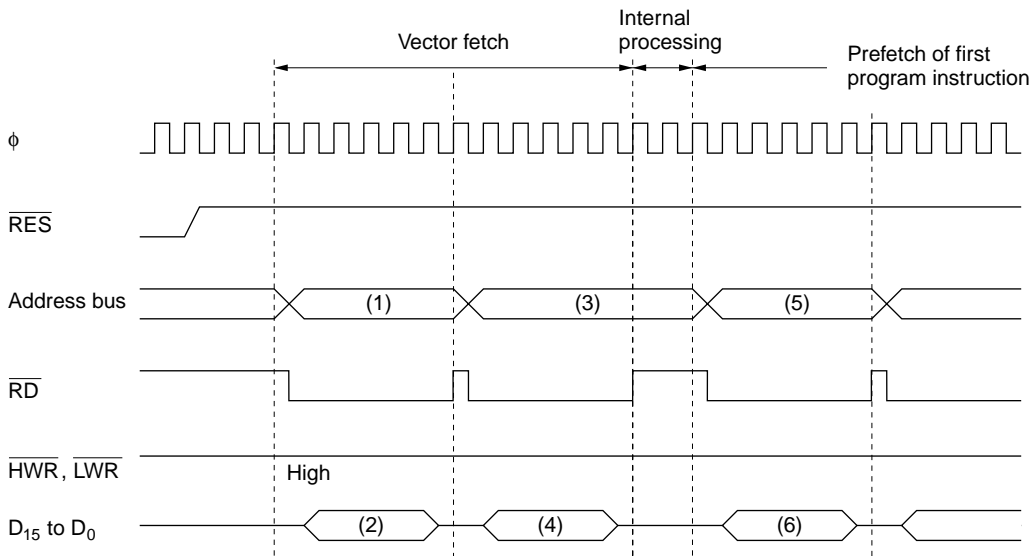 Vector fetch
Internal
processing
Prefetch of first
program instruction
φ
RES
Address bus
(1)
(3)
(5)
RD
HWR, LWR
High
D15 to D0
(2)
(4)
(6)